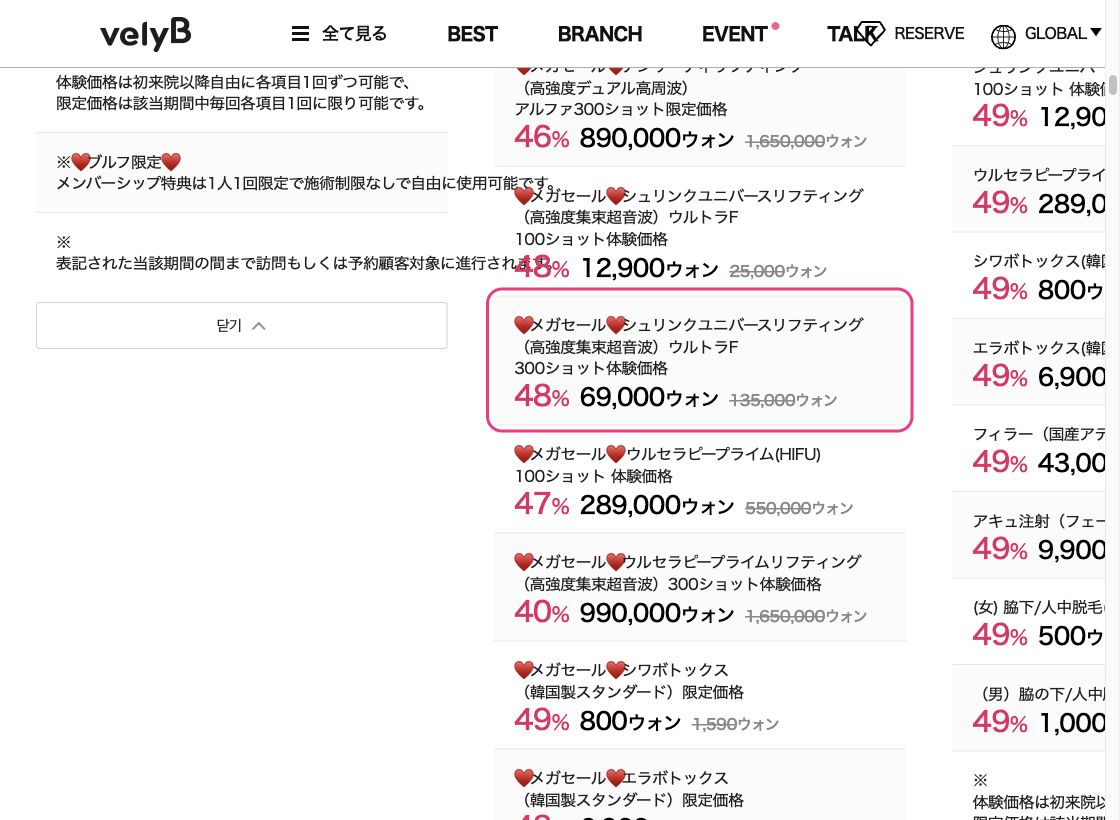 velyB
全て見る
BEST
BRANCH
EVENT
TALK
RESERVE
GLOBAL
体験価格は初来院以降自由に各項目1回ずつ可能で、
限定価格は該当期間中毎回各項目1回に限り可能です。
※♥ブルフ限定♥
メンバーシップ特典は1人1回限定で施術制限なしで自由に使用可能です。
※
表記された当該期間の間まで訪問もしくは予約顧客対象に進行されます。
닫기
（高強度デュアル高周波）
アルファ300ショット限定価格
46% 890,000ウォン 1,650,000ウォン
♥メガセール♥シュリンクユニバースリフティング
（高強度集束超音波）ウルトラF
100ショット体験価格
48% 12,900ウォン 25,000ウォン
♥メガセール♥シュリンクユニバースリフティング
（高強度集束超音波）ウルトラF
300ショット体験価格
48% 69,000ウォン 135,000ウォン
♥メガセール♥ウルセラピープライム(HIFU)
100ショット 体験価格
47% 289,000ウォン 550,000ウォン
♥メガセール♥ウルセラピープライムリフティング
（高強度集束超音波）300ショット体験価格
40% 990,000ウォン 1,650,000ウォン
♥メガセール♥シワボトックス
（韓国製スタンダード）限定価格
49% 800ウォン 1,590ウォン
♥メガセール♥エラボトックス
（韓国製スタンダード）限定価格
100ショット 体験
49% 12,90
ウルセラピープライ
49% 289,0
シワボトックス(韓国
49% 800ウ
エラボトックス(韓国
49% 6,900
フィラー（国産アテ
49% 43,00
アキュ注射（フェー
49% 9,900
(女) 脇下/人中脱毛
49% 500ウ
（男）脇の下/人中
49% 1,000
※
体験価格は初来院以